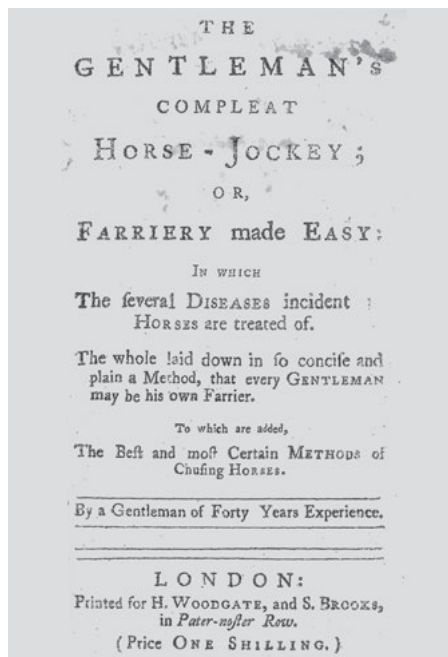 THE
GENTLEMAN's
COMPLEAT
HORSE-JOCKEY;
OR,
FARRIERY made EASY:
IN WHICH
The ſeveral DISEASES incident
HORSES are treated of.
The whole laid down in ſo conciſe and
plain a Method, that every GENTLEMAN
may be his own Farrier.
To which are added,
The Beſt and moſt Certain METHODS of
Chuſing HORSES.
By a Gentleman of Forty Years Experience.
LONDON:
Printed for H. WOODGATE, and S. BROOKS,
in Pater-noſter Row.
(Price ONE SHILLING.)